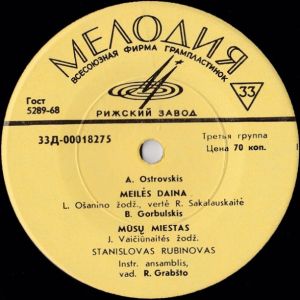 МЕЛОДИЯ
ВСЕСОЮЗНАЯ ФИРМА ГРАМПЛАСТИНОК
33
Гост
5289-68
РИЖСКИЙ ЗАВОД
33Д-00018275
Третья группа
Цена 70 коп.
A. Ostrovskis
MEILĖS DAINA
L. Ošanino žodž., vertė R. Sakalauskaitė
B. Gorbulskis
MŪSŲ MIESTAS
J. Vaičiūnaitės žodž.
STANISLOVAS RUBINOVAS
Instr. ansamblis,
vad. R. Grabšto